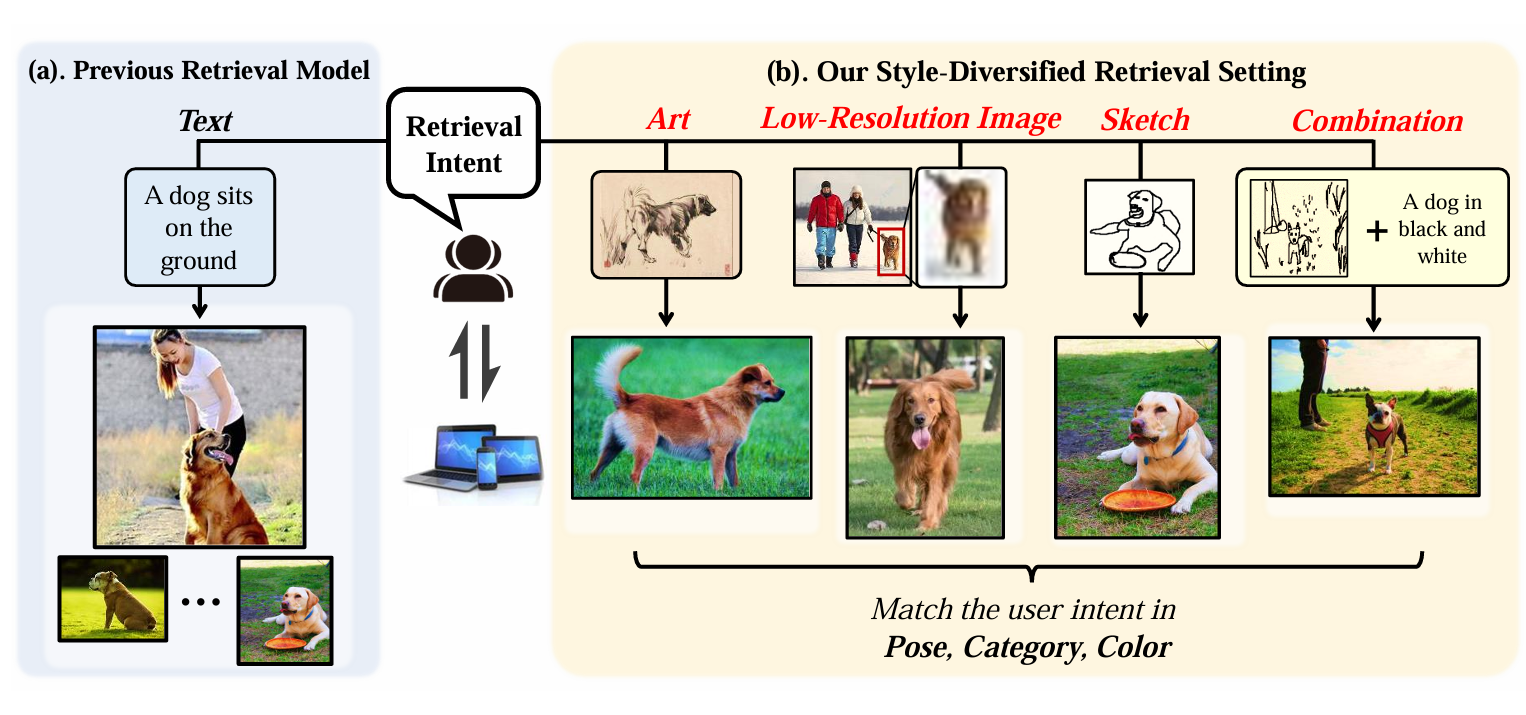 (a). Previous Retrieval Model
Text
A dog sits
on the
ground
Retrieval
Intent
(b). Our Style-Diversified Retrieval Setting
Art
Low-Resolution Image
Sketch
Combination
+
A dog in
black and
white
...
Match the user intent in
Pose, Category, Color